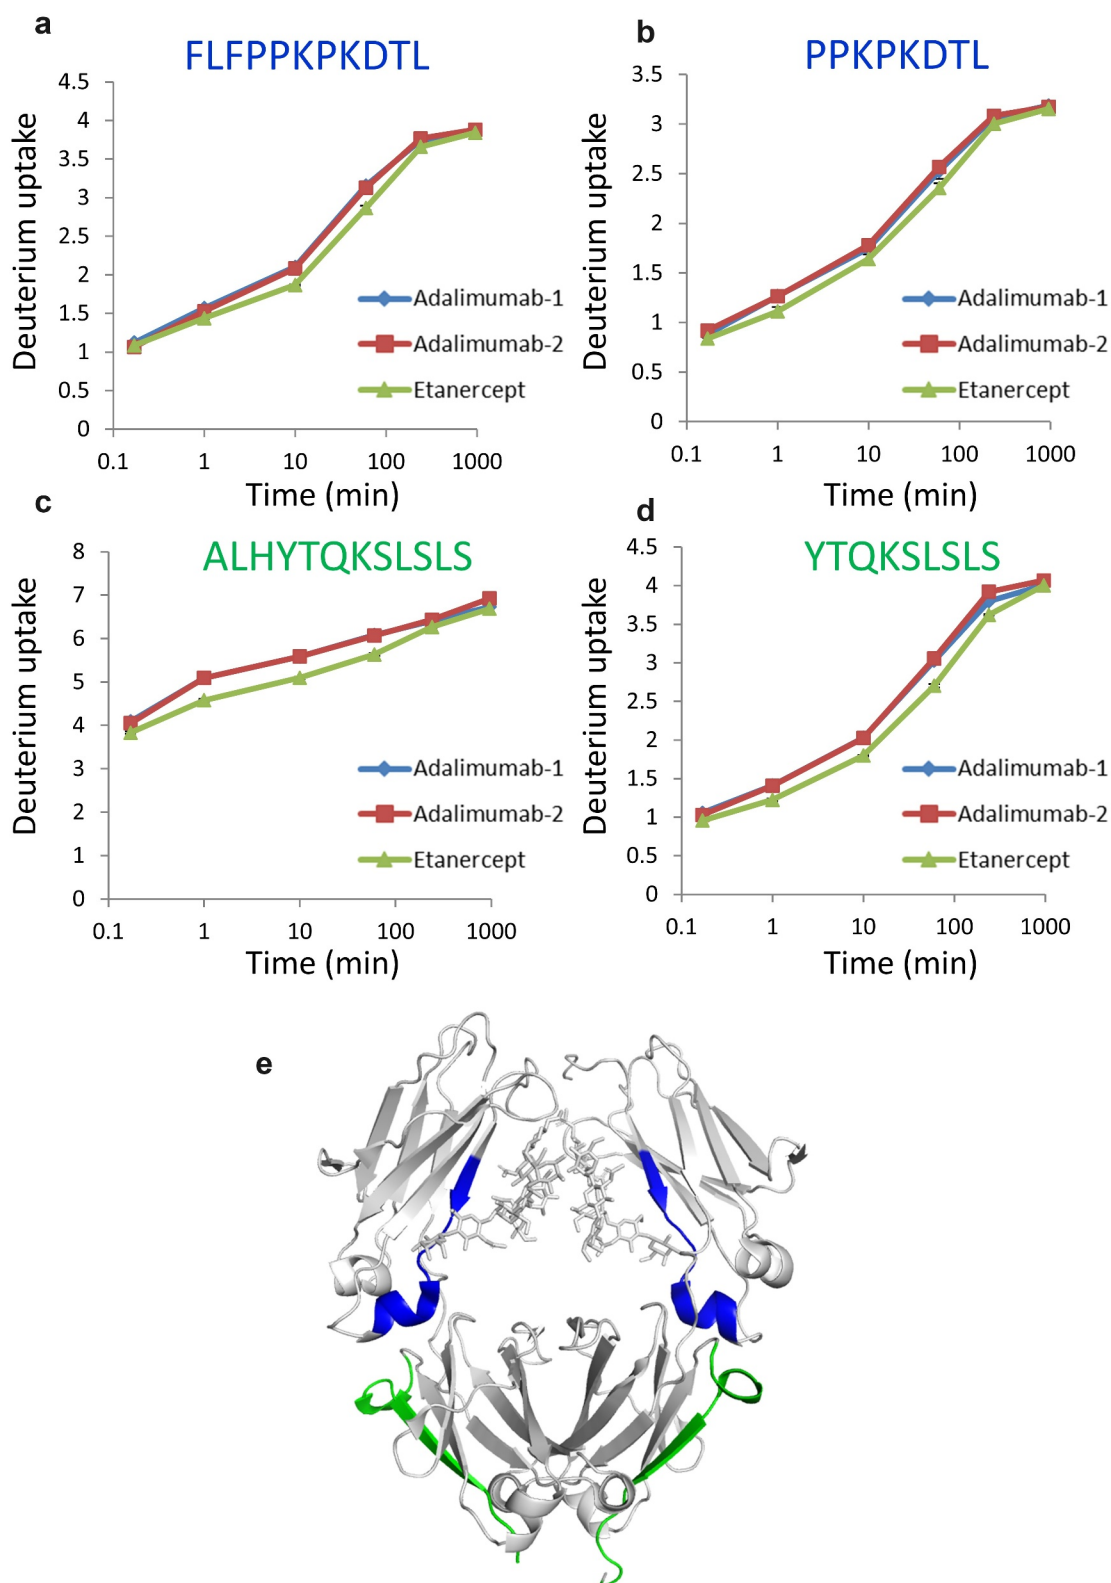 a
FLFPPKPKDTL
4.5
4
3.5
3
2.5
2
1.5
1
0.5
0
Deuterium uptake
Adalimumab-1
Adalimumab-2
Etanercept
0.1 1 10 100 1000
Time (min)
b
PPKPKDTL
3.5
3
2.5
2
1.5
1
0.5
0
Deuterium uptake
Adalimumab-1
Adalimumab-2
Etanercept
0.1 1 10 100 1000
Time (min)
c
ALHYTQKSLSLS
8
7
6
5
4
3
2
1
0
Deuterium uptake
Adalimumab-1
Adalimumab-2
Etanercept
0.1 1 10 100 1000
Time (min)
d
YTQKSLSLS
4.5
4
3.5
3
2.5
2
1.5
1
0.5
0
Deuterium uptake
Adalimumab-1
Adalimumab-2
Etanercept
0.1 1 10 100 1000
Time (min)
e